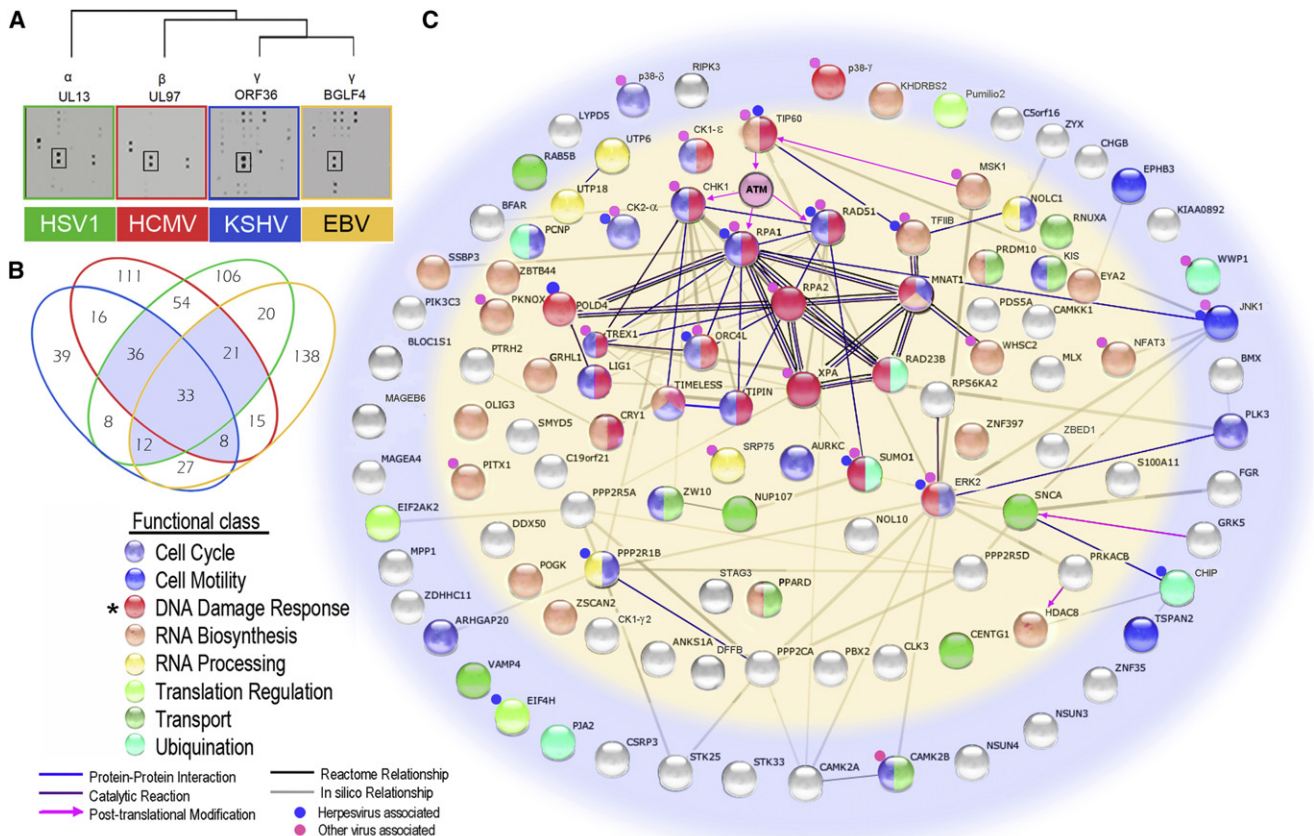 A
α
β
γ
γ
UL13
UL97
ORF36
BGLF4
HSV1
HCMV
KSHV
EBV
B
111
106
54
16
20
39
36
21
138
33
8
15
12
8
27
Functional class
Cell Cycle
Cell Motility
* DNA Damage Response
RNA Biosynthesis
RNA Processing
Translation Regulation
Transport
Ubiquination
Protein-Protein Interaction
Catalytic Reaction
Post-translational Modification
Reactome Relationship
In silico Relationship
Herpesvirus associated
Other virus associated
C
p38-δ
RIPK3
p38-γ
KHDRBS2
Pumilio2
C5orf16
ZYX
CHGB
EPHB3
KIAA0892
WWP1
JNK1
BMX
PLK3
FGR
GRK5
CHIP
TSPAN2
ZNF35
NSUN3
NSUN4
CAMK2B
CAMK2A
STK33
STK25
CSRP3
PJA2
EIF4H
VAMP4
ARHGAP20
ZDHHC11
MPP1
EIF2AK2
MAGEA4
MAGEB6
BLOC1S1
PIK3C3
SSBP3
BFAR
RAB5B
LYPD5
UTP6
UTP18
CK1-ε
TIP60
ATM
CHK1
CK2-α
PCNP
RAD51
RPA1
MSK1
NOLC1
TFIIB
RNUXA
PRDM10
KIS
EYA2
ZBTB44
PKNOX
POLD4
RPA2
MNAT1
PDS5A
CAMKK1
PTRH2
TREX1
ORC4L
WHSC2
NFAT3
GRHL1
LIG1
XPA
RAD23B
MLX
OLIG3
TIMELESS
TIPIN
RPS6KA2
SMYD5
CRY1
ZNF397
ZBED1
S100A11
PITX1
C19orf21
SRP75
AURKC
SUMO1
ERK2
SNCA
PPP2R5A
ZW10
NUP107
NOL10
DDX50
PPP2R5D
PRKACB
PPP2R1B
POGK
STAG3
PPARD
HDAC8
ZSCAN2
CK1-γ2
CENTG1
ANKS1A
DFFB
PPP2CA
PBX2
CLK3